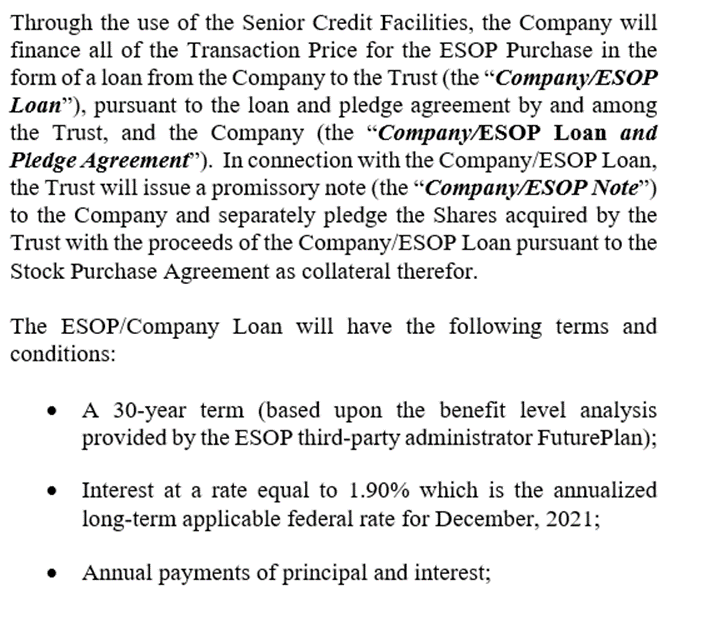 Through the use of the Senior Credit Facilities, the Company will
finance all of the Transaction Price for the ESOP Purchase in the
form of a loan from the Company to the Trust (the “Company/ESOP
Loan”), pursuant to the loan and pledge agreement by and among
the Trust, and the Company (the “Company/ESOP Loan and
Pledge Agreement”). In connection with the Company/ESOP Loan,
the Trust will issue a promissory note (the “Company/ESOP Note”)
to the Company and separately pledge the Shares acquired by the
Trust with the proceeds of the Company/ESOP Loan pursuant to the
Stock Purchase Agreement as collateral therefor.
The ESOP/Company Loan will have the following terms and
conditions:
• A 30-year term (based upon the benefit level analysis
provided by the ESOP third-party administrator FuturePlan);
• Interest at a rate equal to 1.90% which is the annualized
long-term applicable federal rate for December, 2021;
• Annual payments of principal and interest;